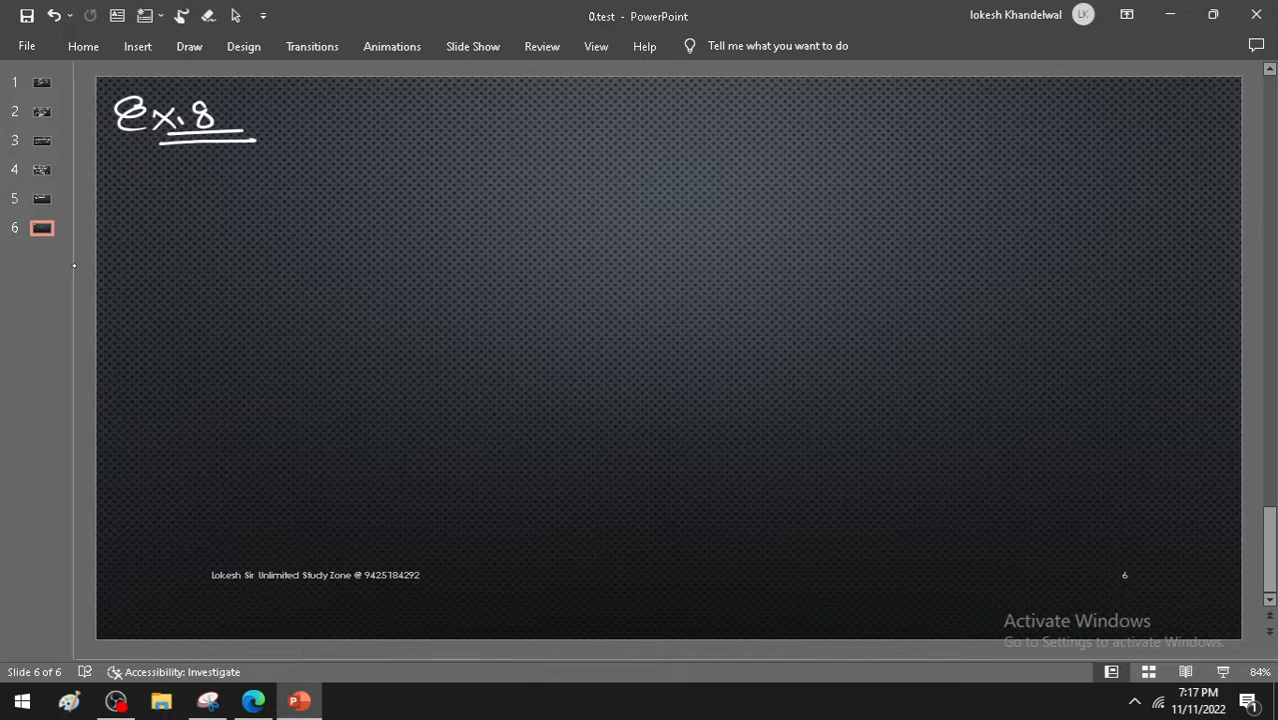 0.test - PowerPoint
lokesh Khandelwal
LK
File
Home
Insert
Draw
Design
Transitions
Animations
Slide Show
Review
View
Help
Tell me what you want to do
1
2
3
4
5
6
Ex. 8
Lokesh Sir Unlimited Study Zone @ 9425184292
6
Activate Windows
Go to Settings to activate Windows.
Slide 6 of 6
Accessibility: Investigate
84%
7:17 PM
11/11/2022
1